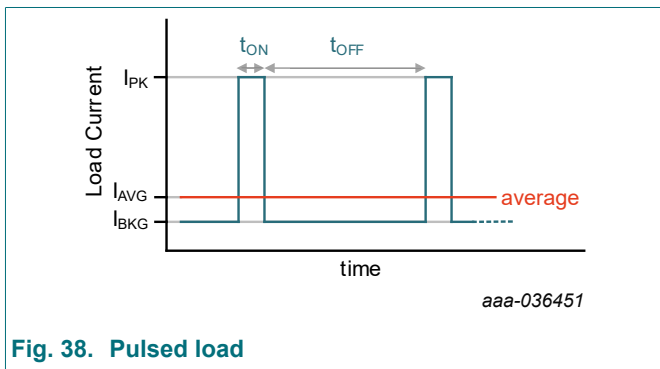 tON
tOFF
IPK
Load Current
IAVG
average
IBKG
time
aaa-036451
Fig. 38. Pulsed load